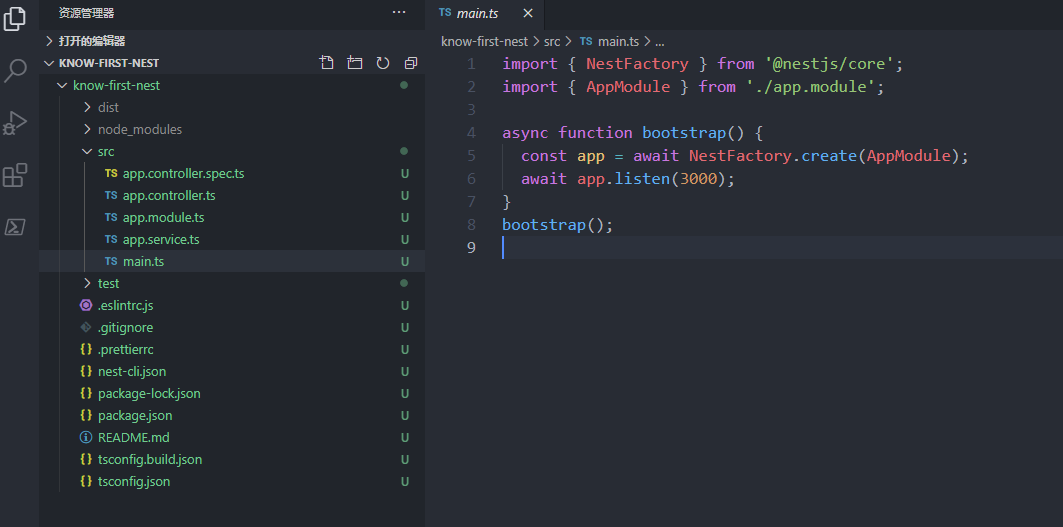 资源管理器
...
打开的编辑器
KNOW-FIRST-NEST
know-first-nest
dist
node_modules
src
TS app.controller.spec.ts U
TS app.controller.ts U
TS app.module.ts U
TS app.service.ts U
TS main.ts U
test
.eslintrc.js U
.gitignore U
{} .prettierrc U
{} nest-cli.json U
{} package-lock.json U
{} package.json U
README.md U
{} tsconfig.build.json U
{} tsconfig.json U
TS main.ts ×
know-first-nest > src > TS main.ts > ...
1 import { NestFactory } from '@nestjs/core';
2 import { AppModule } from './app.module';
3
4 async function bootstrap() {
5 const app = await NestFactory.create(AppModule);
6 await app.listen(3000);
7 }
8 bootstrap();
9